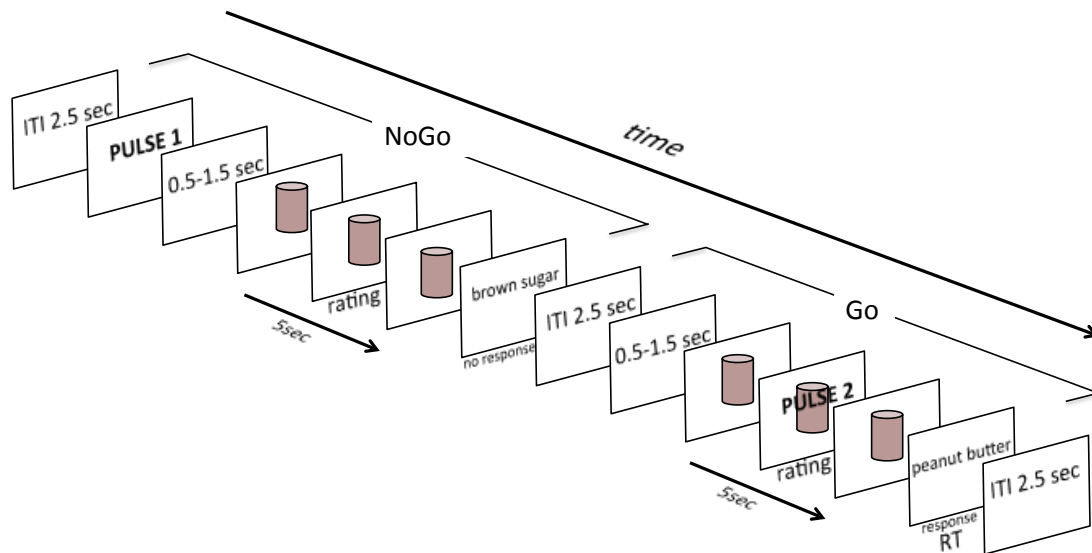 ITI 2.5 sec
PULSE 1
0.5-1.5 sec
NoGo
time
rating
5sec
brown sugar
no response
ITI 2.5 sec
0.5-1.5 sec
Go
PULSE 2
rating
5sec
peanut butter
response
RT
ITI 2.5 sec